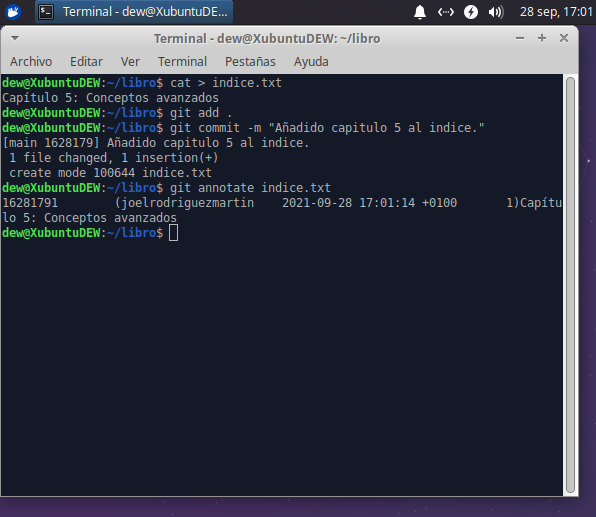 Terminal - dew@XubuntuDE...
28 sep, 17:01
Terminal - dew@XubuntuDEW: ~/libro
Archivo Editar Ver Terminal Pestañas Ayuda
dew@XubuntuDEW:~/libro$ cat > indice.txt
Capítulo 5: Conceptos avanzados
dew@XubuntuDEW:~/libro$ git add .
dew@XubuntuDEW:~/libro$ git commit -m "Añadido capitulo 5 al indice."
[main 1628179] Añadido capitulo 5 al indice.
 1 file changed, 1 insertion(+)
 create mode 100644 indice.txt
dew@XubuntuDEW:~/libro$ git annotate indice.txt
16281791	(joelrodriguezmartin	2021-09-28 17:01:14 +0100	1)Capítu
lo 5: Conceptos avanzados
dew@XubuntuDEW:~/libro$